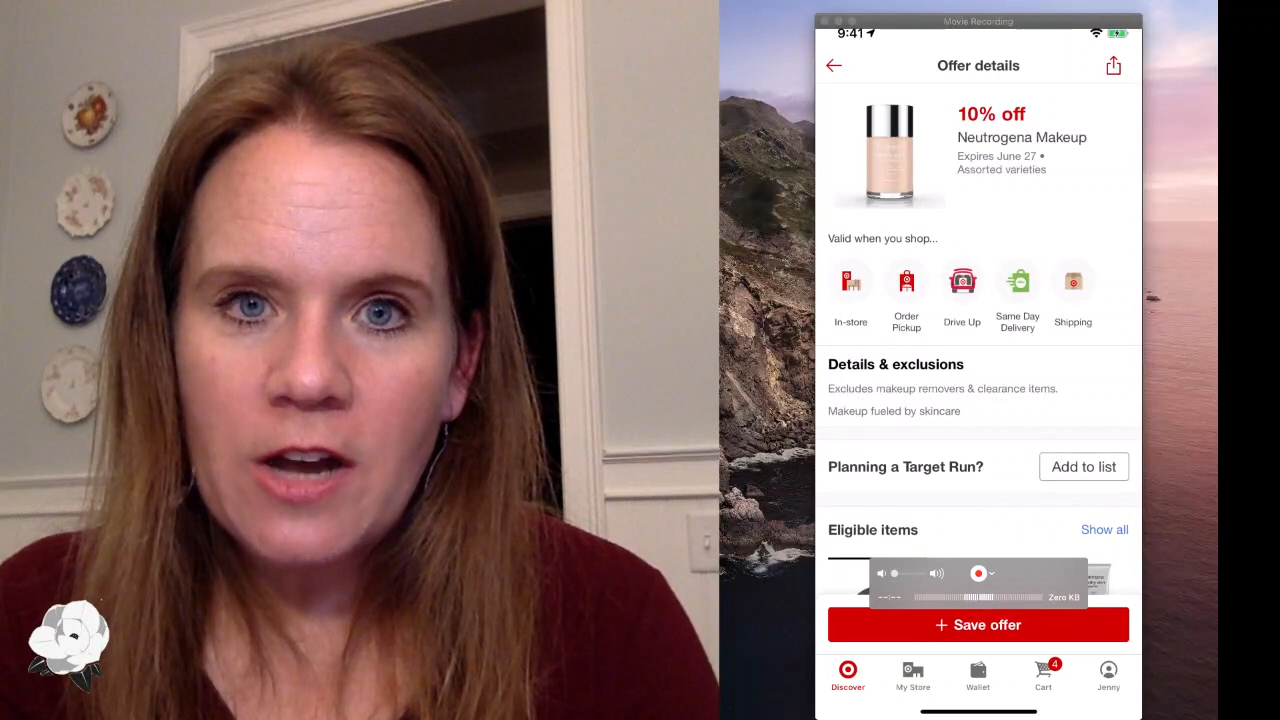 Movie Recording
9:41
Offer details
10% off
Neutrogena Makeup
Expires June 27 •
Assorted varieties
Valid when you shop...
In-store
Order
Pickup
Drive Up
Same Day
Delivery
Shipping
Details & exclusions
Excludes makeup removers & clearance items.
Makeup fueled by skincare
Planning a Target Run?
Add to list
Eligible items
Show all
--:--
Zero KB
+ Save offer
4
Discover
My Store
Wallet
Cart
Jenny